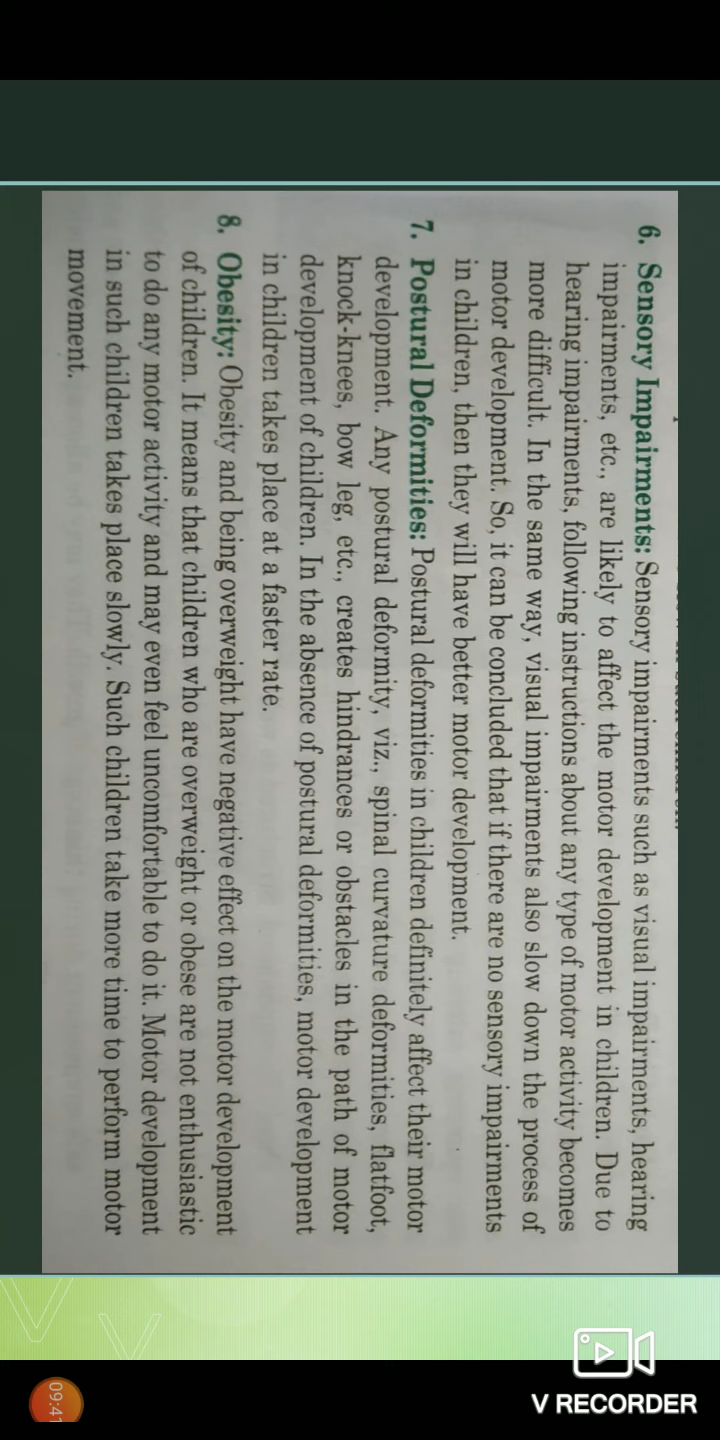 6. Sensory Impairments: Sensory impairments such as visual impairments, hearing
impairments, etc., are likely to affect the motor development in children. Due to
hearing impairments, following instructions about any type of motor activity becomes
more difficult. In the same way, visual impairments also slow down the process of
motor development. So, it can be concluded that if there are no sensory impairments
in children, then they will have better motor development.
7. Postural Deformities: Postural deformities in children definitely affect their motor
development. Any postural deformity, viz., spinal curvature deformities, flatfoot,
knock-knees, bow leg, etc., creates hindrances or obstacles in the path of motor
development of children. In the absence of postural deformities, motor development
in children takes place at a faster rate.
8. Obesity: Obesity and being overweight have negative effect on the motor development
of children. It means that children who are overweight or obese are not enthusiastic
to do any motor activity and may even feel uncomfortable to do it. Motor development
in such children takes place slowly. Such children take more time to perform motor
movement.
V RECORDER